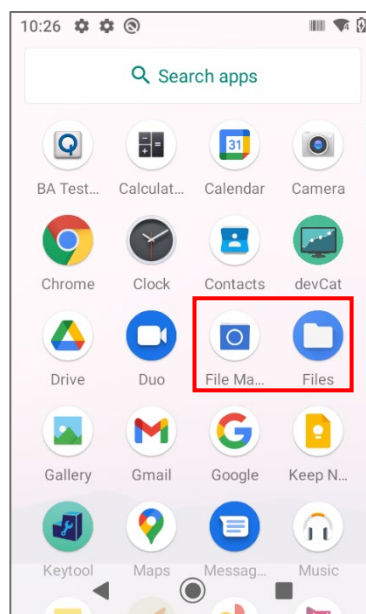 10:26
Search apps
BA Test... Calculat... Calendar Camera
31
Chrome Clock Contacts devCat
Drive Duo File Ma... Files
Gallery Gmail Google Keep N...
Keytool Maps Messag... Music